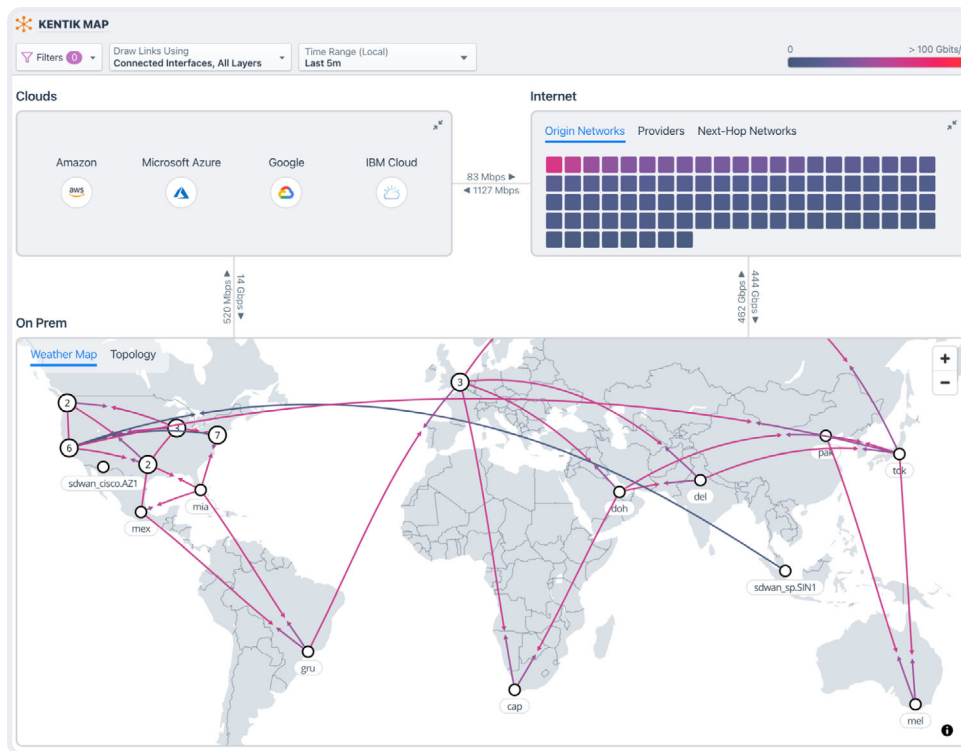 KENTIK MAP
Filters 0
Draw Links Using
Connected Interfaces, All Layers
Time Range (Local)
Last 5m
0
> 100 Gbits/
Clouds
Amazon
Microsoft Azure
Google
IBM Cloud
aws
83 Mbps ▶
◀ 1127 Mbps
Internet
Origin Networks
Providers
Next-Hop Networks
520 Mbps ▶
14 Gbps ▶
462 Gbps ▶
444 Gbps ▶
On Prem
Weather Map
Topology
+
−
2
3
7
6
2
3
sdwan_cisco.AZ1
mex
mia
pak
tok
doh
del
sdwan_sp.SIN1
gru
cap
mel
i